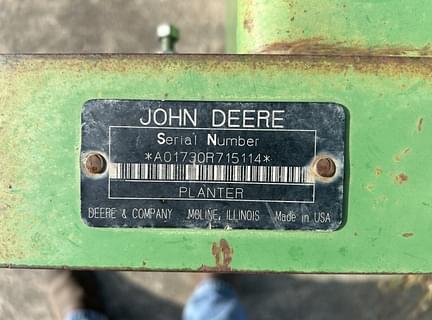 JOHN DEERE
Serial Number
*A01730R715114*
PLANTER
DEERE & COMPANY MOLINE, ILLINOIS Made in USA